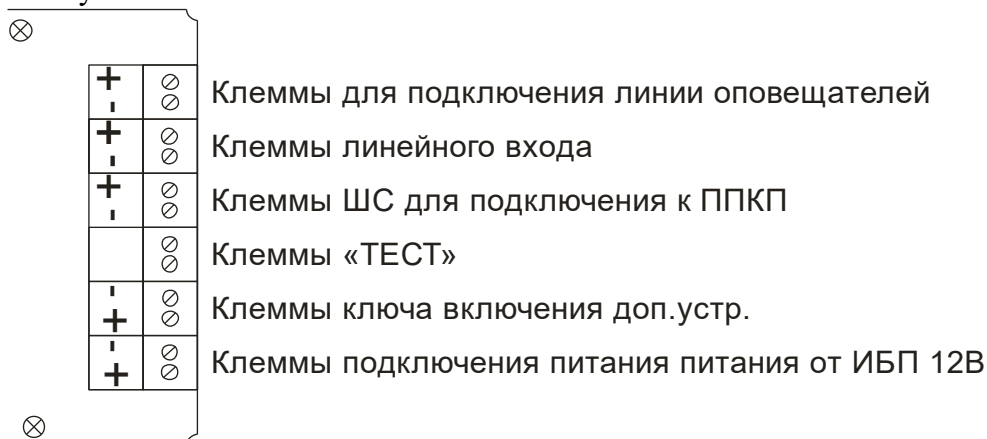 + - Клеммы для подключения линии оповещателей
+ - Клеммы линейного входа
+ - Клеммы ШС для подключения к ППКП
Клеммы «ТЕСТ»
- + Клеммы ключа включения доп.устр.
- + Клеммы подключения питания питания от ИБП 12В